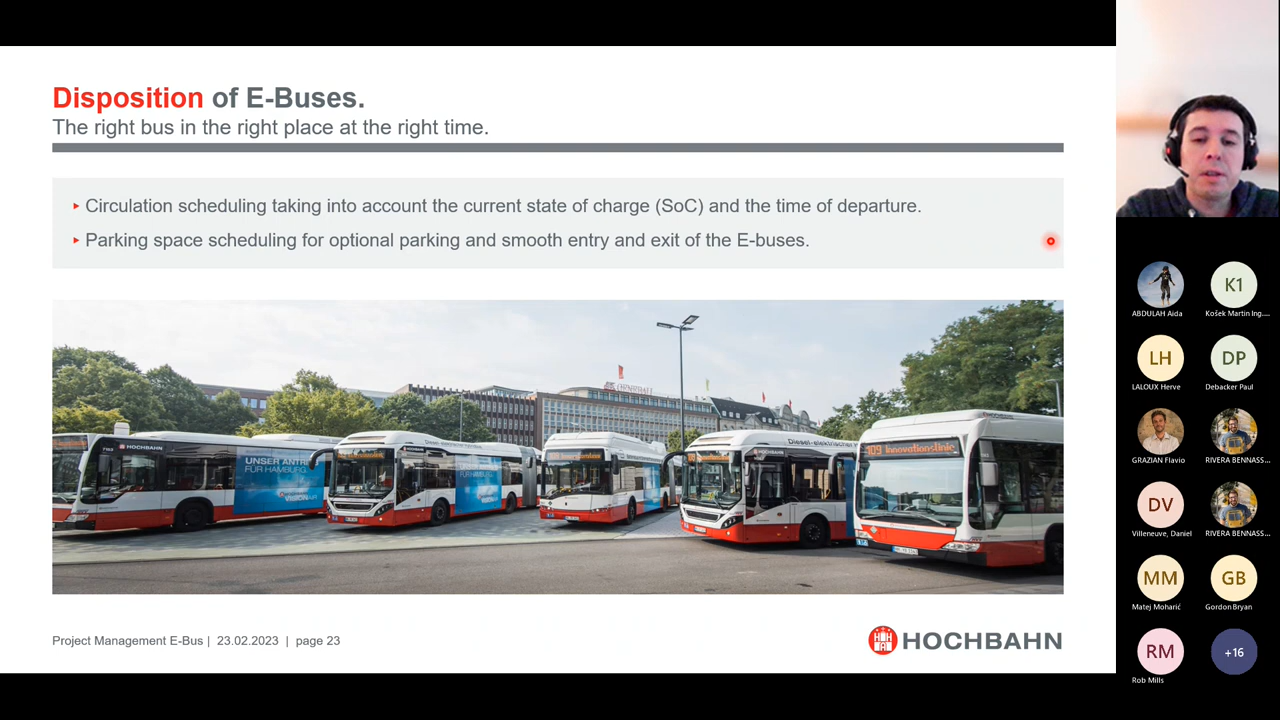 Disposition of E-Buses.
The right bus in the right place at the right time.
Circulation scheduling taking into account the current state of charge (SoC) and the time of departure.
Parking space scheduling for optional parking and smooth entry and exit of the E-buses.
HOCHBAHN
UNSER ANTRI
FÜR HAMBURG
HOCHBAHN
109 Innovationslinie
Project Management E-Bus | 23.02.2023 | page 23
HOCHBAHN
ABDULAH Aida
K1
Košek Martin Ing....
LH
LALOUX Herve
DP
Debacker Paul
GRAZIAN Flavio
RIVERA BENNASS...
DV
Villeneuve, Daniel
RIVERA BENNASS...
MM
Matej Moharić
GB
Gordon Bryan
RM
Rob Mills
+16